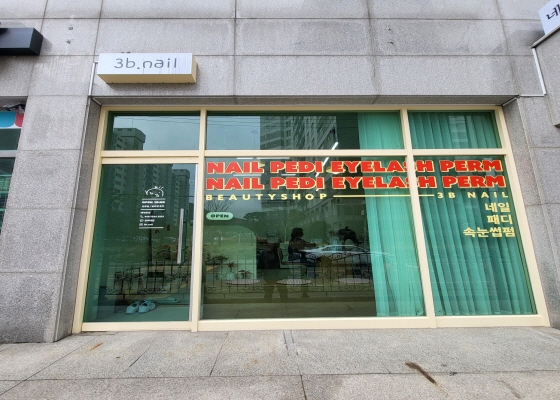 3b.nail
네
NAIL PEDI EYELASH PERM
NAIL PEDI EYELASH PERM
BEAUTYSHOP
3B NAIL
OPEN
네일
패디
속눈썹펌